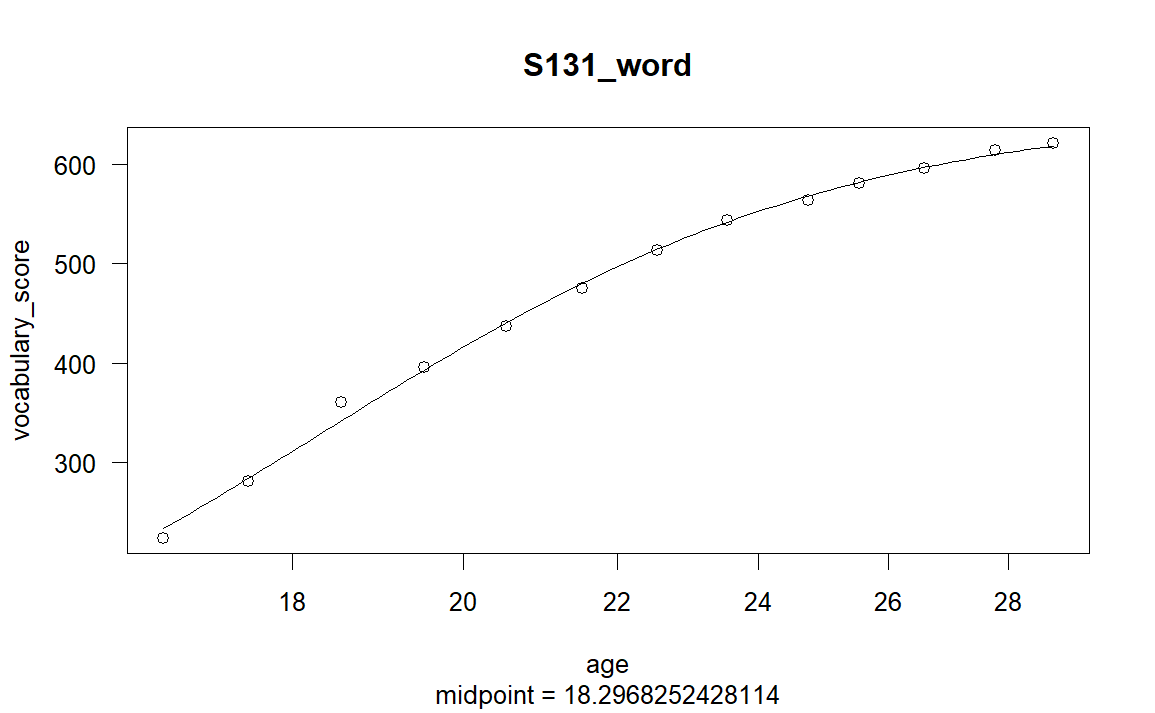 S131_word
vocabulary_score
600
500
400
300
18 20 22 24 26 28
age
midpoint = 18.2968252428114